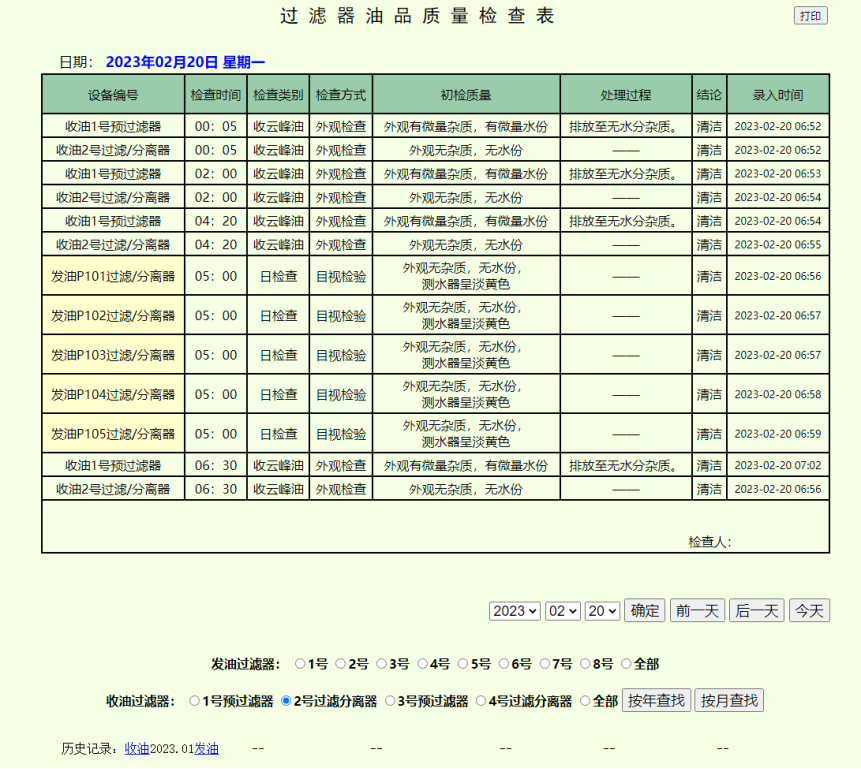 过滤器油品质量检查表
打印
日期： 2023年02月20日 星期一
设备编号 检查时间 检查类别 检查方式 初检质量 处理过程 结论 录入时间
收油1号预过滤器 00：05 收云峰油 外观检查 外观有微量杂质，有微量水份 排放至无水分杂质。 清洁 2023-02-20 06:52
收油2号过滤/分离器 00：05 收云峰油 外观检查 外观无杂质，无水份 —— 清洁 2023-02-20 06:52
收油1号预过滤器 02：00 收云峰油 外观检查 外观有微量杂质，有微量水份 排放至无水分杂质。 清洁 2023-02-20 06:53
收油2号过滤/分离器 02：00 收云峰油 外观检查 外观无杂质，无水份 —— 清洁 2023-02-20 06:54
收油1号预过滤器 04：20 收云峰油 外观检查 外观有微量杂质，有微量水份 排放至无水分杂质。 清洁 2023-02-20 06:54
收油2号过滤/分离器 04：20 收云峰油 外观检查 外观无杂质，无水份 —— 清洁 2023-02-20 06:55
发油P101过滤/分离器 05：00 日检查 目视检验 外观无杂质，无水份， 测水器呈淡黄色 —— 清洁 2023-02-20 06:56
发油P102过滤/分离器 05：00 日检查 目视检验 外观无杂质，无水份， 测水器呈淡黄色 —— 清洁 2023-02-20 06:57
发油P103过滤/分离器 05：00 日检查 目视检验 外观无杂质，无水份， 测水器呈淡黄色 —— 清洁 2023-02-20 06:57
发油P104过滤/分离器 05：00 日检查 目视检验 外观无杂质，无水份， 测水器呈淡黄色 —— 清洁 2023-02-20 06:58
发油P105过滤/分离器 05：00 日检查 目视检验 外观无杂质，无水份， 测水器呈淡黄色 —— 清洁 2023-02-20 06:59
收油1号预过滤器 06：30 收云峰油 外观检查 外观有微量杂质，有微量水份 排放至无水分杂质。 清洁 2023-02-20 07:02
收油2号过滤/分离器 06：30 收云峰油 外观检查 外观无杂质，无水份 —— 清洁 2023-02-20 06:56
检查人：
2023 02 20 确定 前一天 后一天 今天
发油过滤器： 1号 2号 3号 4号 5号 6号 7号 8号 全部
收油过滤器： 1号预过滤器 2号过滤分离器 3号预过滤器 4号过滤分离器 全部 按年查找 按月查找
历史记录：收油2023.01发油 -- -- -- -- --